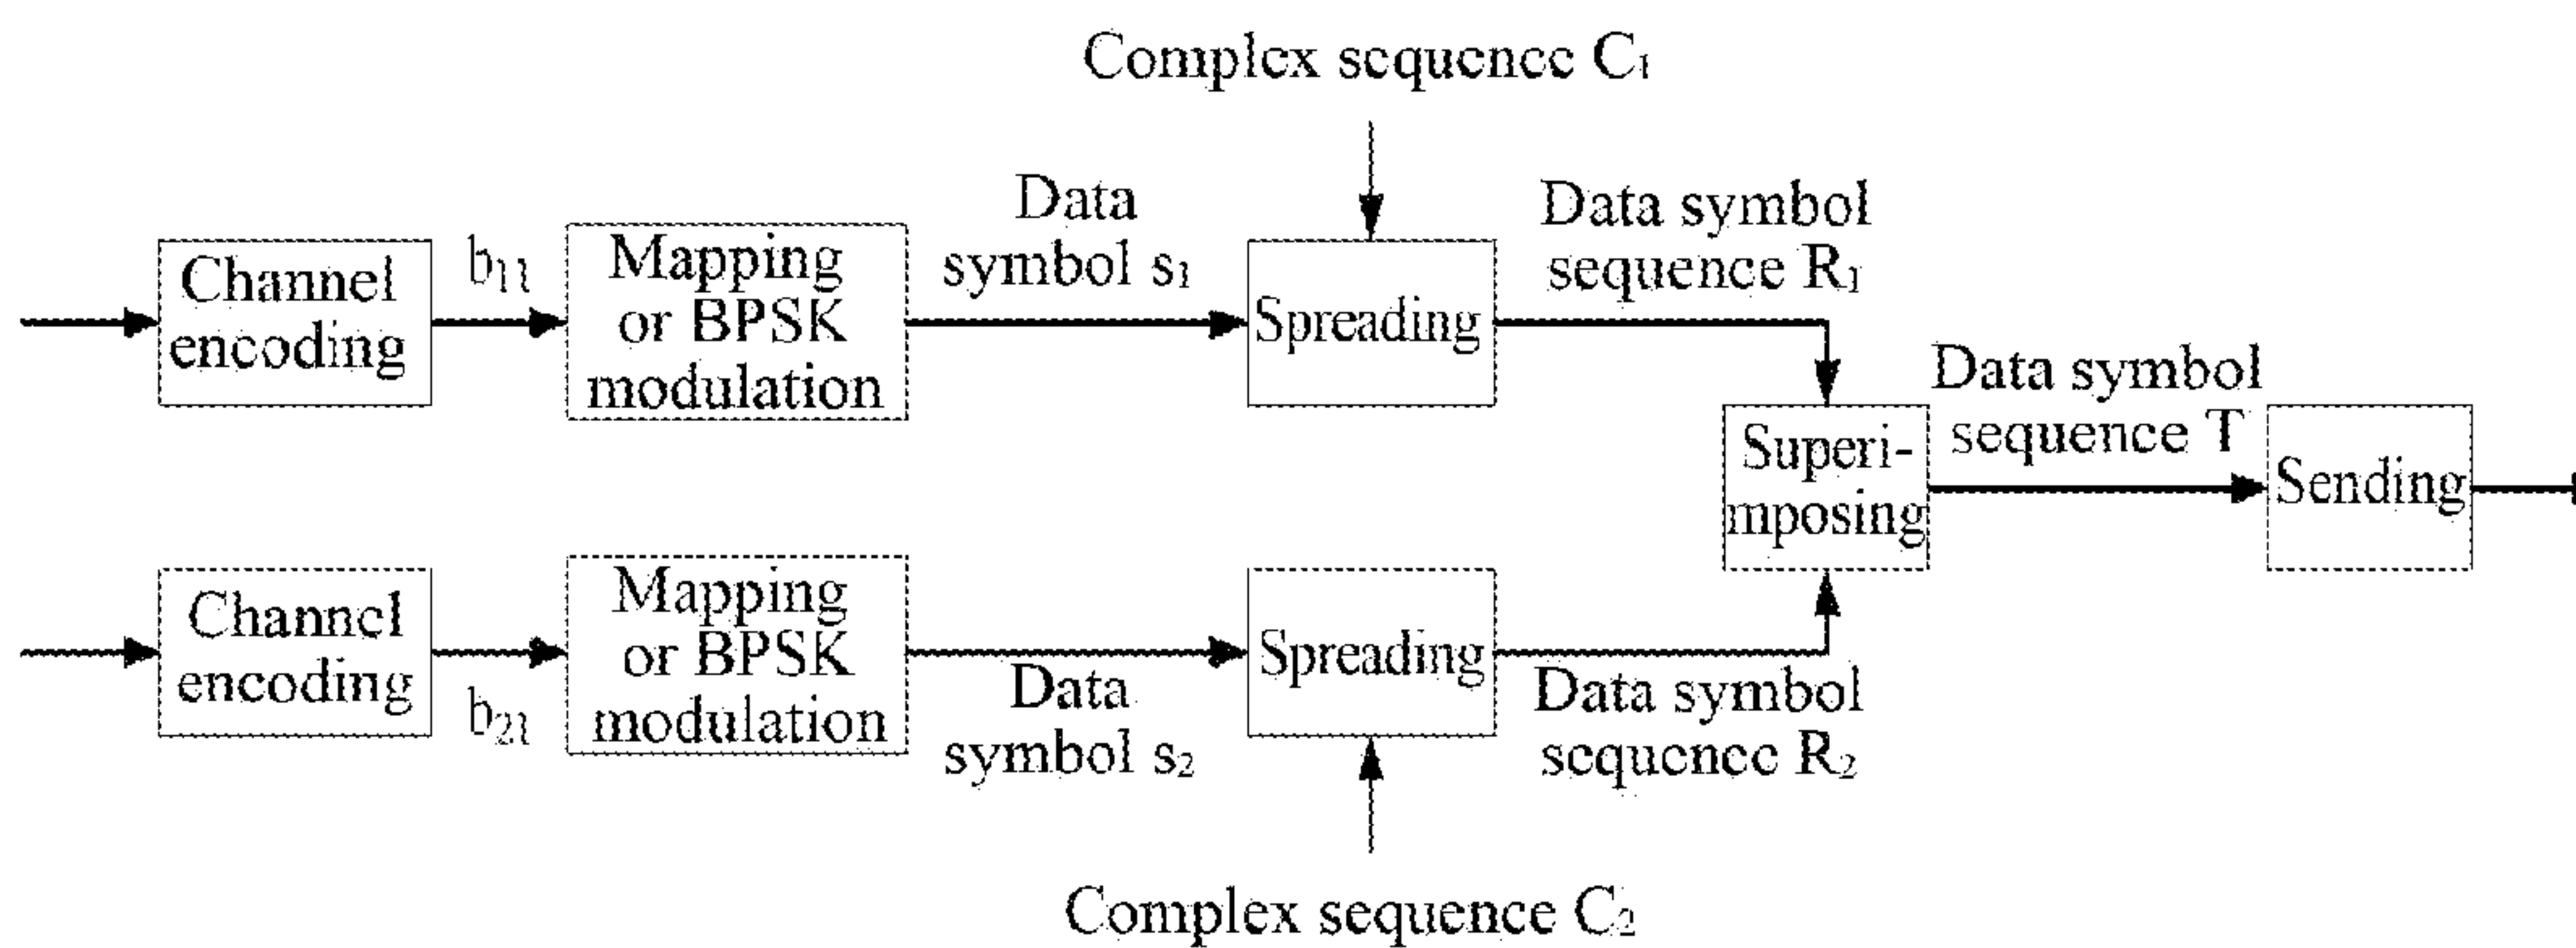 Complex sequence C₁
Channel
encoding
b₁₁
Mapping
or BPSK
modulation
Data
symbol s₁
Spreading
Data symbol
sequence R₁
Superi-
mposing
Data symbol
sequence T
Sending
Channel
encoding
b₂₁
Mapping
or BPSK
modulation
Data
symbol s₂
Spreading
Data symbol
sequence R₂
Complex sequence C₂